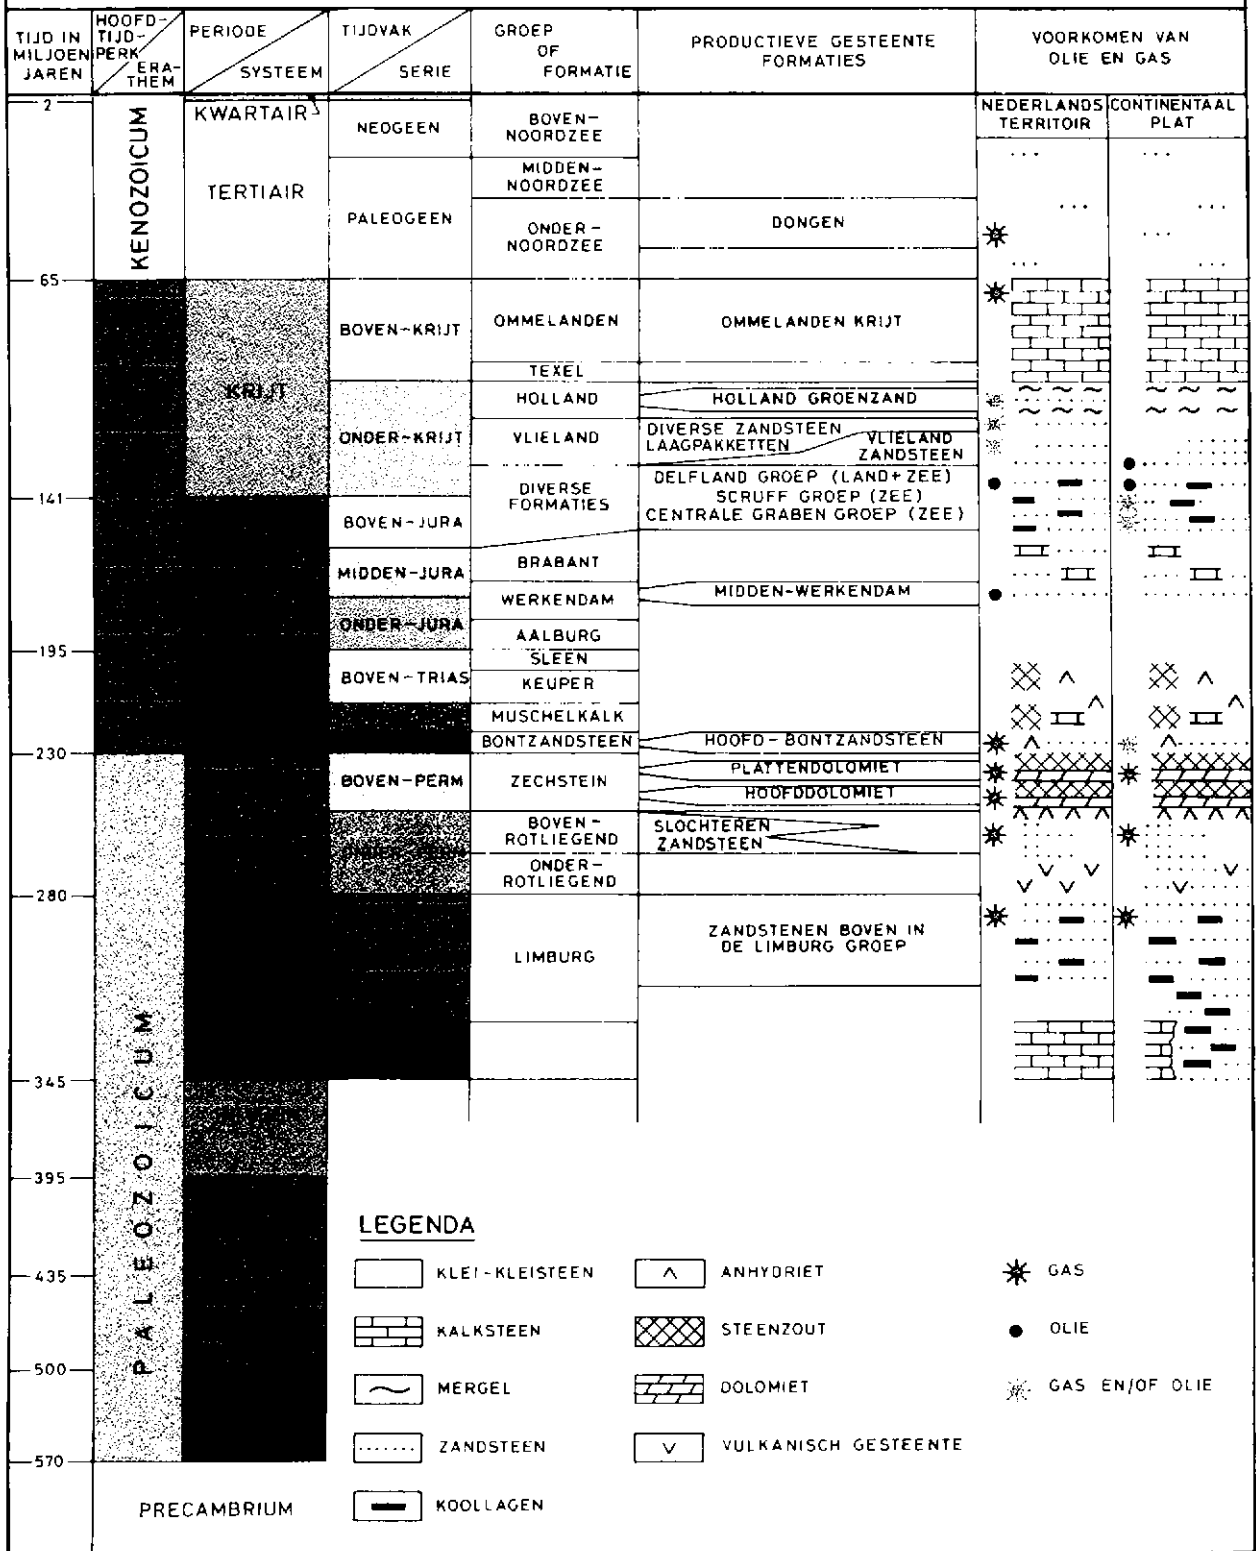 TIJD IN
MILJOEN
JAREN
HOOFD-
TIJD-
PERK
ERA-
THEM
PERIODE
SYSTEEM
TIJDVAK
SERIE
GROEP
OF
FORMATIE
PRODUCTIEVE GESTEENTE
FORMATIES
VOORKOMEN VAN
OLIE EN GAS
NEDERLANDS
TERRITOIR
CONTINENTAAL
PLAT
2
65
141
195
230
280
345
395
435
500
570
KENOZOICUM
PALEOZOICUM
PRECAMBRIUM
KWARTAIR
TERTIAIR
KRIJT
NEOGEEN
PALEOGEEN
BOVEN-KRIJT
ONDER-KRIJT
BOVEN-JURA
MIDDEN-JURA
ONDER-JURA
BOVEN-TRIAS
BOVEN-PERM
BOVEN-
NOORDZEE
MIDDEN-
NOORDZEE
ONDER-
NOORDZEE
OMMELANDEN
TEXEL
HOLLAND
VLIELAND
DIVERSE
FORMATIES
BRABANT
WERKENDAM
AALBURG
SLEEN
KEUPER
MUSCHELKALK
BONTZANDSTEEN
ZECHSTEIN
BOVEN-
ROTLIEGEND
ONDER-
ROTLIEGEND
LIMBURG
DONGEN
OMMELANDEN KRIJT
HOLLAND GROENZAND
DIVERSE ZANDSTEEN
LAAGPAKKETTEN
VLIELAND
ZANDSTEEN
DELFLAND GROEP (LAND+ZEE)
SCRUFF GROEP (ZEE)
CENTRALE GRABEN GROEP (ZEE)
MIDDEN-WERKENDAM
HOOFD-BONTZANDSTEEN
PLATTENDOLOMIET
HOOFDDOLOMIET
SLOCHTEREN
ZANDSTEEN
ZANDSTENEN BOVEN IN
DE LIMBURG GROEP
LEGENDA
KLEI-KLEISTEEN
KALKSTEEN
MERGEL
ZANDSTEEN
KOOLLAGEN
ANHYDRIET
STEENZOUT
DOLOMIET
VULKANISCH GESTEENTE
GAS
OLIE
GAS EN/OF OLIE